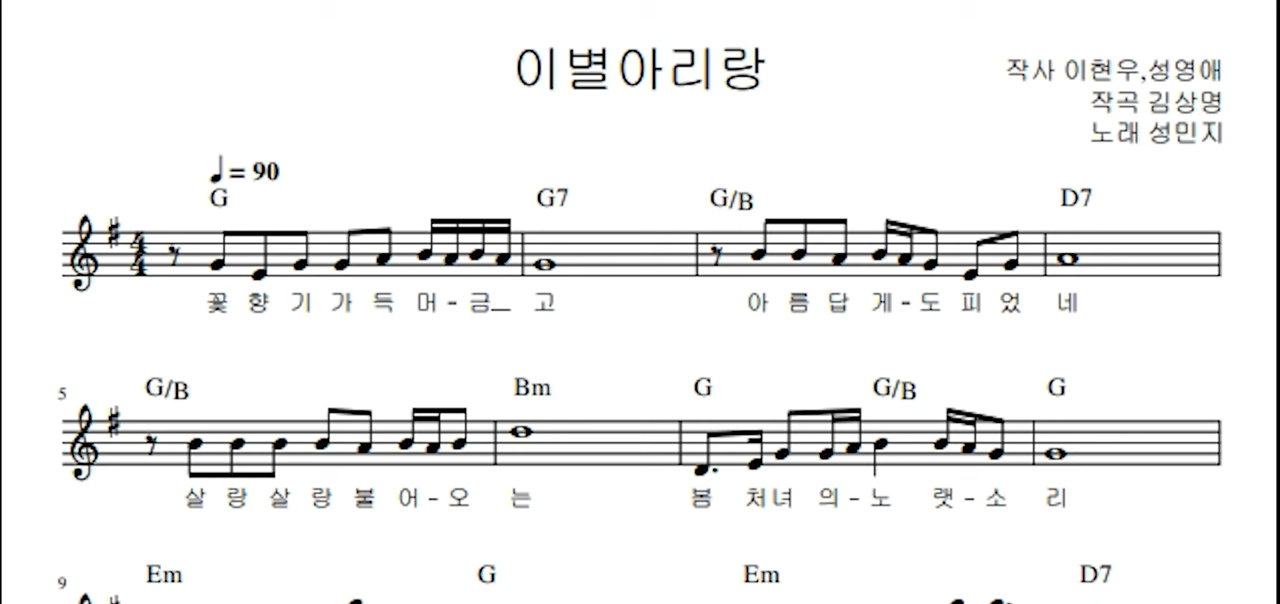 이별아리랑
작사 이현우,성영애
작곡 김상명
노래 성민지
♩ = 90
G G7 G/B D7
꽃 향 기 가 득 머 - 금_ 고 아 름 답 게 - 도 피 었 네
5 G/B Bm G G/B G
살 랑 살 랑 불 어 - 오 는 봄 처 녀 의 - 노 랫 - 소 리
9 Em G Em D7